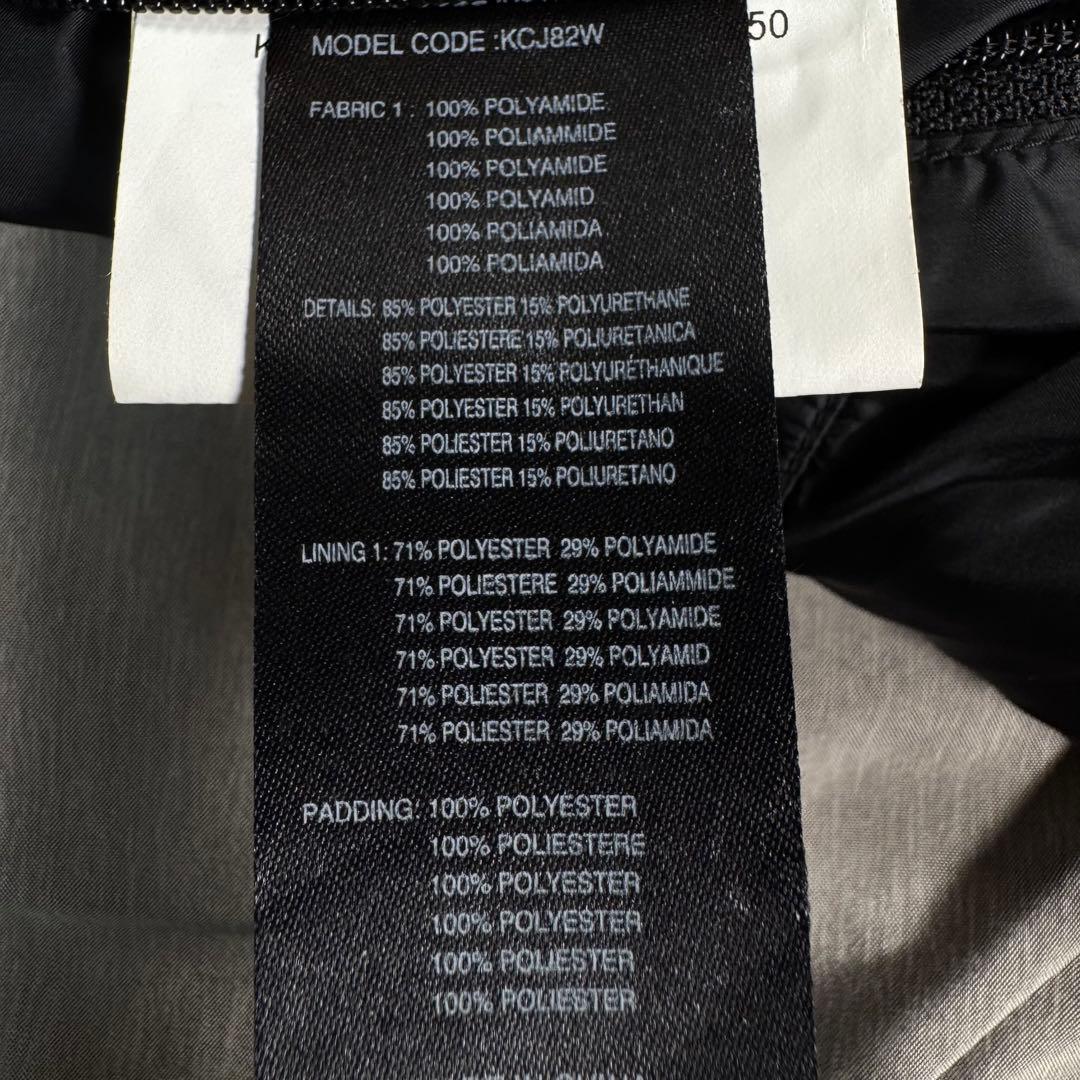 MODEL CODE :KCJ82W
50
FABRIC 1 : 100% POLYAMIDE
100% POLIAMMIDE
100% POLYAMIDE
100% POLYAMID
100% POLIAMIDA
100% POLIAMIDA
DETAILS: 85% POLYESTER 15% POLYURETHANE
85% POLIESTERE 15% POLIURETANICA
85% POLYESTER 15% POLYURÉTHANIQUE
85% POLYESTER 15% POLYURETHAN
85% POLIESTER 15% POLIURETANO
85% POLIESTER 15% POLIURETANO
LINING 1: 71% POLYESTER 29% POLYAMIDE
71% POLIESTERE 29% POLIAMMIDE
71% POLYESTER 29% POLYAMIDE
71% POLYESTER 29% POLYAMID
71% POLIESTER 29% POLIAMIDA
71% POLIESTER 29% POLIAMIDA
PADDING: 100% POLYESTER
100% POLIESTERE
100% POLYESTER
100% POLYESTER
100% POLIESTER
100% POLIESTER